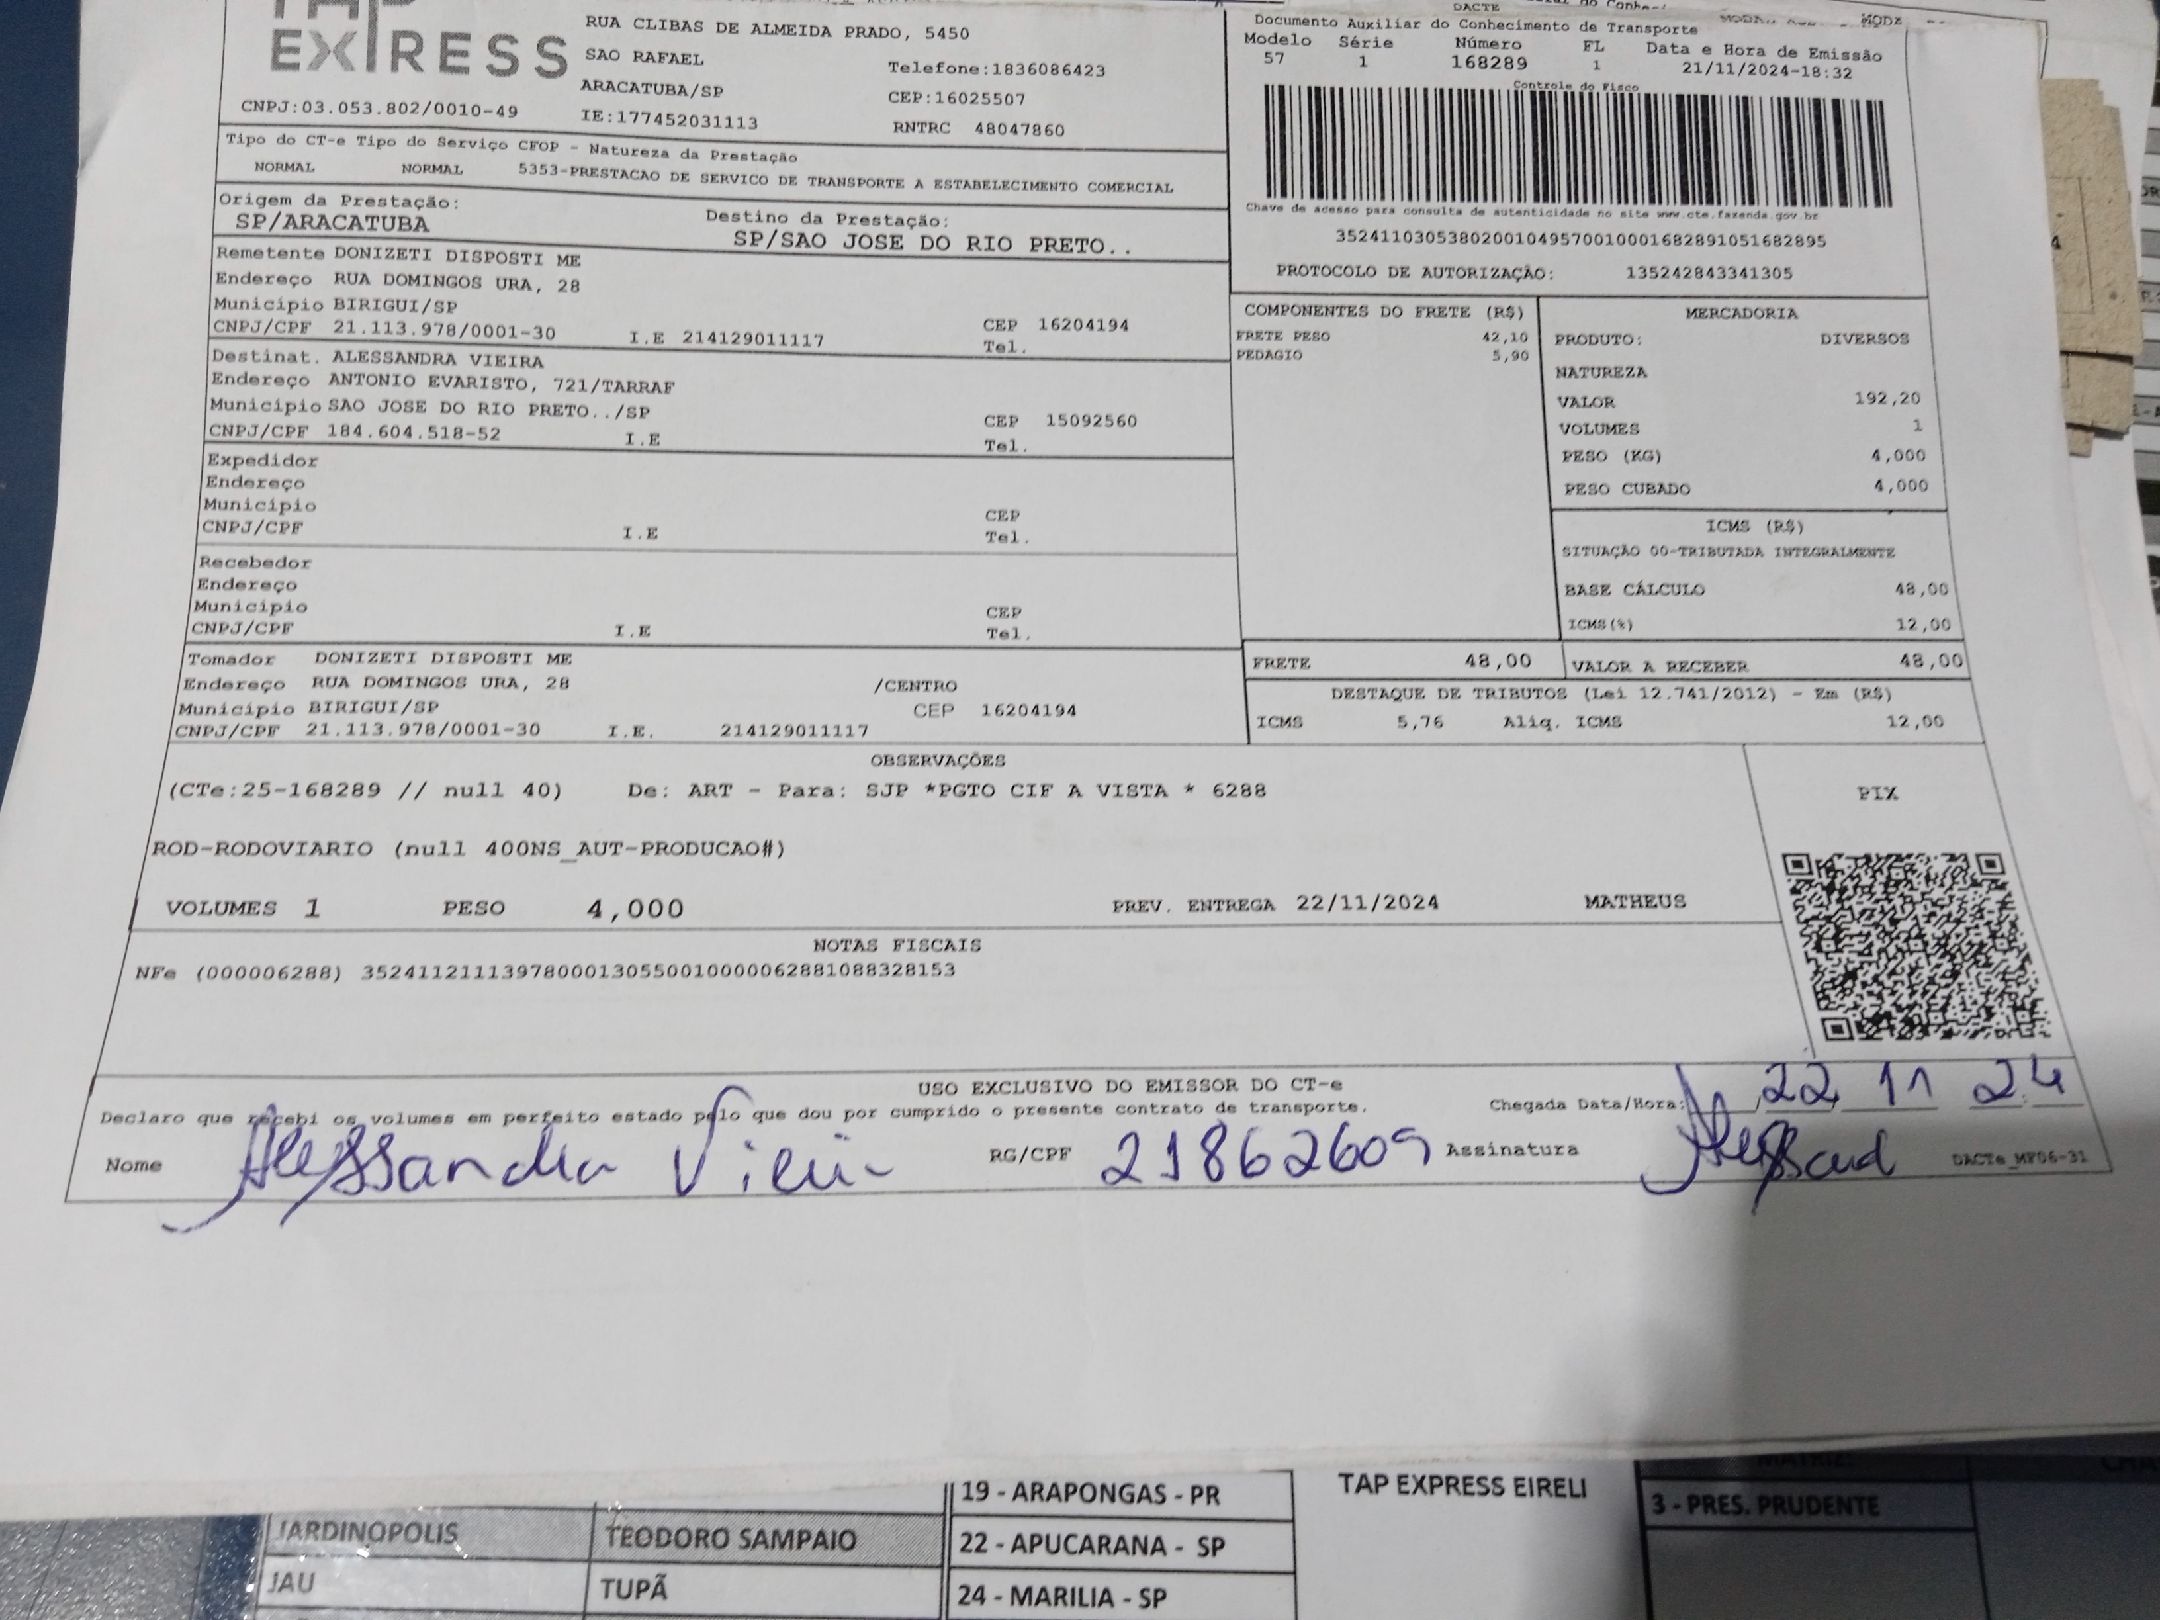 TAP
EXPRESS
RUA CLIBAS DE ALMEIDA PRADO, 5450
SAO RAFAEL
Telefone:1836086423
ARACATUBA/SP
CEP:16025507
CNPJ:03.053.802/0010-49
IE:177452031113
RNTRC 48047860
DACTE
Documento Auxiliar do Conhecimento de Transporte
Modelo Série Número FL Data e Hora de Emissão
57 1 168289 1 21/11/2024-18:32
Controle do Fisco
Chave de acesso para consulta de autenticidade no site www.cte.fazenda.gov.br
35241103053802001049570010001682891051682895
PROTOCOLO DE AUTORIZAÇÃO: 135242843341305
Tipo do CT-e Tipo do Serviço CFOP - Natureza da Prestação
NORMAL NORMAL 5353-PRESTACAO DE SERVICO DE TRANSPORTE A ESTABELECIMENTO COMERCIAL
Origem da Prestação: Destino da Prestação:
SP/ARACATUBA SP/SAO JOSE DO RIO PRETO..
Remetente DONIZETI DISPOSTI ME
Endereço RUA DOMINGOS URA, 28
Município BIRIGUI/SP CEP 16204194
CNPJ/CPF 21.113.978/0001-30 I.E 214129011117 Tel.
Destinat. ALESSANDRA VIEIRA
Endereço ANTONIO EVARISTO, 721/TARRAF
Município SAO JOSE DO RIO PRETO../SP CEP 15092560
CNPJ/CPF 184.604.518-52 I.E Tel.
Expedidor
Endereço
Município CEP
CNPJ/CPF I.E Tel.
Recebedor
Endereço
Município CEP
CNPJ/CPF I.E Tel.
Tomador DONIZETI DISPOSTI ME
Endereço RUA DOMINGOS URA, 28 /CENTRO
Município BIRIGUI/SP CEP 16204194
CNPJ/CPF 21.113.978/0001-30 I.E. 214129011117
COMPONENTES DO FRETE (R$)
FRETE PESO 42,10
PEDAGIO 5,90
MERCADORIA
PRODUTO: DIVERSOS
NATUREZA
VALOR 192,20
VOLUMES 1
PESO (KG) 4,000
PESO CUBADO 4,000
ICMS (R$)
SITUAÇÃO 00-TRIBUTADA INTEGRALMENTE
BASE CÁLCULO 48,00
ICMS(%) 12,00
FRETE 48,00 VALOR A RECEBER 48,00
DESTAQUE DE TRIBUTOS (Lei 12.741/2012) - Em (R$)
ICMS 5,76 Aliq. ICMS 12,00
OBSERVAÇÕES
(CTe:25-168289 // null 40) De: ART - Para: SJP *PGTO CIF A VISTA * 6288
ROD-RODOVIARIO (null 400NS_AUT-PRODUCAO#)
VOLUMES 1 PESO 4,000 PREV. ENTREGA 22/11/2024 MATHEUS
PIX
NOTAS FISCAIS
NFe (000006288) 35241121113978000130550010000062881088328153
USO EXCLUSIVO DO EMISSOR DO CT-e
Declaro que recebi os volumes em perfeito estado pelo que dou por cumprido o presente contrato de transporte.
Chegada Data/Hora: 22 11 24
Nome Alessandra Vieira RG/CPF 21862609 Assinatura Alessand
DACTe_MF06-31
19 - ARAPONGAS - PR
TAP EXPRESS EIRELI
MATRIZ:
3 - PRES. PRUDENTE
JARDINOPOLIS TEODORO SAMPAIO 22 - APUCARANA - SP
JAU TUPÃ 24 - MARILIA - SP